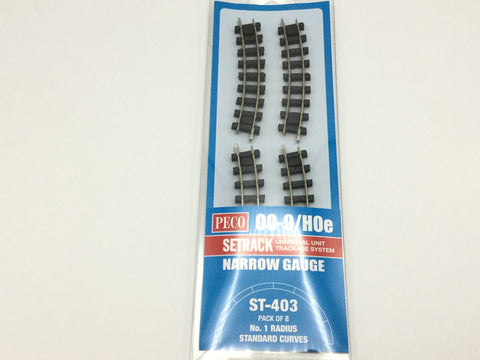 PECO OO-9/HOe
SETRACK UNIVERSAL UNIT
TRACKAGE SYSTEM
NARROW GAUGE
ST-403
PACK OF 8
No. 1 RADIUS
STANDARD CURVES